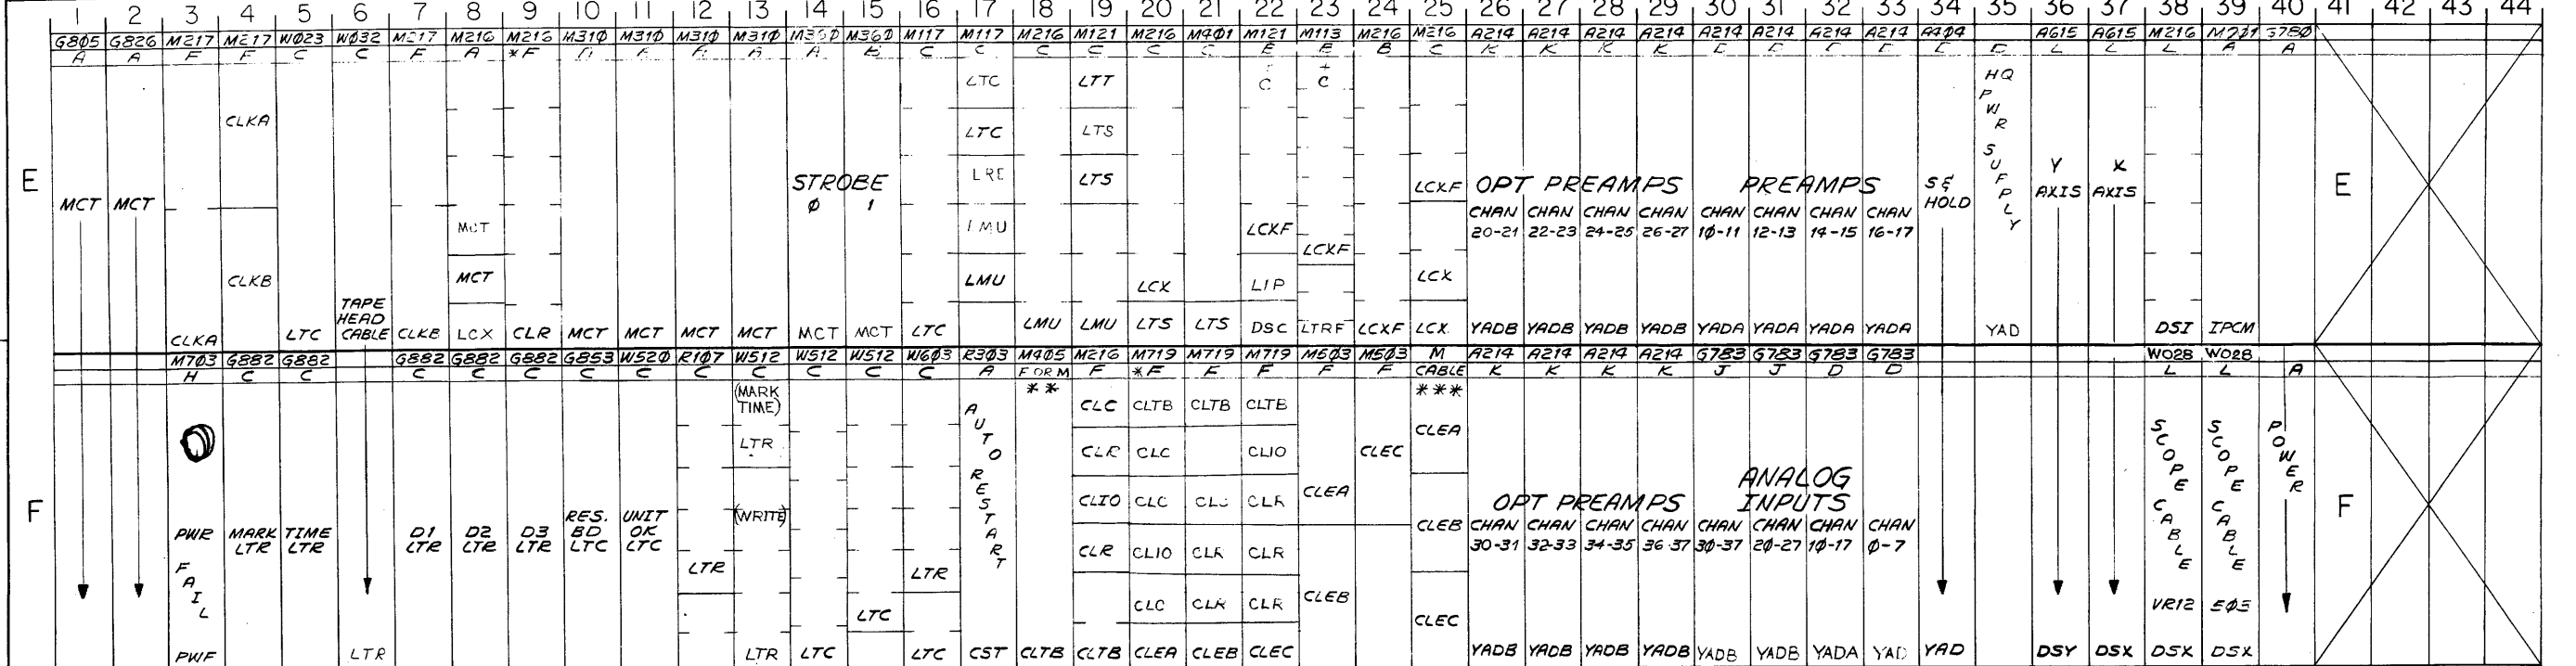 1 2 3 4 5 6 7 8 9 10 11 12 13 14 15 16 17 18 19 20 21 22 23 24 25 26 27 28 29 30 31 32 33 34 35 36 37 38 39 40 41 42 43 44
G805 G826 M217 M217 W023 W032 M217 M216 M216 M310 M310 M310 M310 M360 M360 M117 M117 M216 M121 M216 M401 M121 M113 M216 M216 A214 A214 A214 A214 A214 A214 A214 A214 A404 A615 A615 M216 M721 G780
A A F F C C F A *F A A A A A B C C C C C C E E B C K K K K C C C C C C L L L A A
LTC LTT C + C HQ
CLKA LTC LTS PWR SUPPLY
E STROBE LRE LTS LCXF OPT PREAMPS PREAMPS S& HOLD Y AXIS X AXIS E
MCT MCT 0 1
CHAN CHAN CHAN CHAN CHAN CHAN CHAN CHAN
MCT LMU LCXF 20-21 22-23 24-25 26-27 10-11 12-13 14-15 16-17
LCXF
CLKB MCT LMU LCX LIP LCX
TAPE HEAD CABLE
CLKA LTC CLKB LCX CLR MCT MCT MCT MCT MCT MCT LTC LMU LMU LTS LTS DSC LTRF LCXF LCX YADB YADB YADB YADB YADA YADA YADA YADA YAD DSI IPCM
M703 G882 G882 G882 G882 G882 G853 W520 R107 W512 W512 W512 W603 R303 M405 M216 M719 M719 M719 M503 M503 M A214 A214 A214 A214 G783 G783 G783 G783 W028 W028
H C C C C C C C C C C C C A FORM F *F F F F F CABLE K K K K J J D D L L A
(MARK TIME) ** ***
AUTO RESTART CLC CLTB CLTB CLTB
LTR CLR CLC CLIO CLEC CLEA SCOPE CABLE SCOPE CABLE POWER
ANALOG INPUTS
F (WRITE) CLIO CLC CLC CLR CLEA OPT PREAMPS F
PWR FAIL MARK LTR TIME LTR D1 LTR D2 LTR D3 LTR RES. BD LTC UNIT OK LTC CLEB
CHAN CHAN CHAN CHAN CHAN CHAN CHAN CHAN
30-31 32-33 34-35 36-37 30-37 20-27 10-17 0-7
LTR LTR CLR CLIO CLR CLR
LTC CLC CLR CLR CLEB CLEC VR12 E03
PWF LTR LTR LTC LTC CST CLTB CLTB CLEA CLEB CLEC YADB YADB YADB YADB YADB YADB YADA YAD YAD DSY DSX DSX DSX